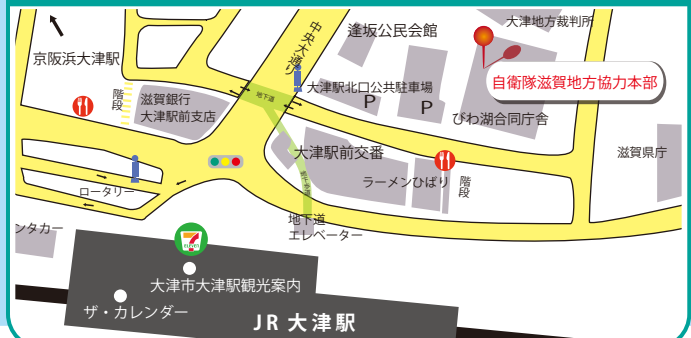 大津地方裁判所
逢坂公民会館
中央大通り
京阪浜大津駅
自衛隊滋賀地方協力本部
大津駅北口公共駐車場
P
P
階段
滋賀銀行
大津駅前支店
地下道
びわ湖合同庁舎
大津駅前交番
滋賀県庁
ラーメンひばり
階段
ロータリー
地下道
エレベーター
ンタカー
7
ELEVEN
大津市大津駅観光案内
ザ・カレンダー
JR 大津駅